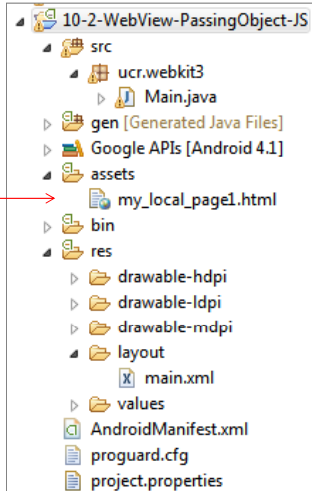 10-2-WebView-PassingObject-JS
src
ucr.webkit3
Main.java
gen [Generated Java Files]
Google APIs [Android 4.1]
assets
my_local_page1.html
bin
res
drawable-hdpi
drawable-ldpi
drawable-mdpi
layout
main.xml
values
AndroidManifest.xml
proguard.cfg
project.properties